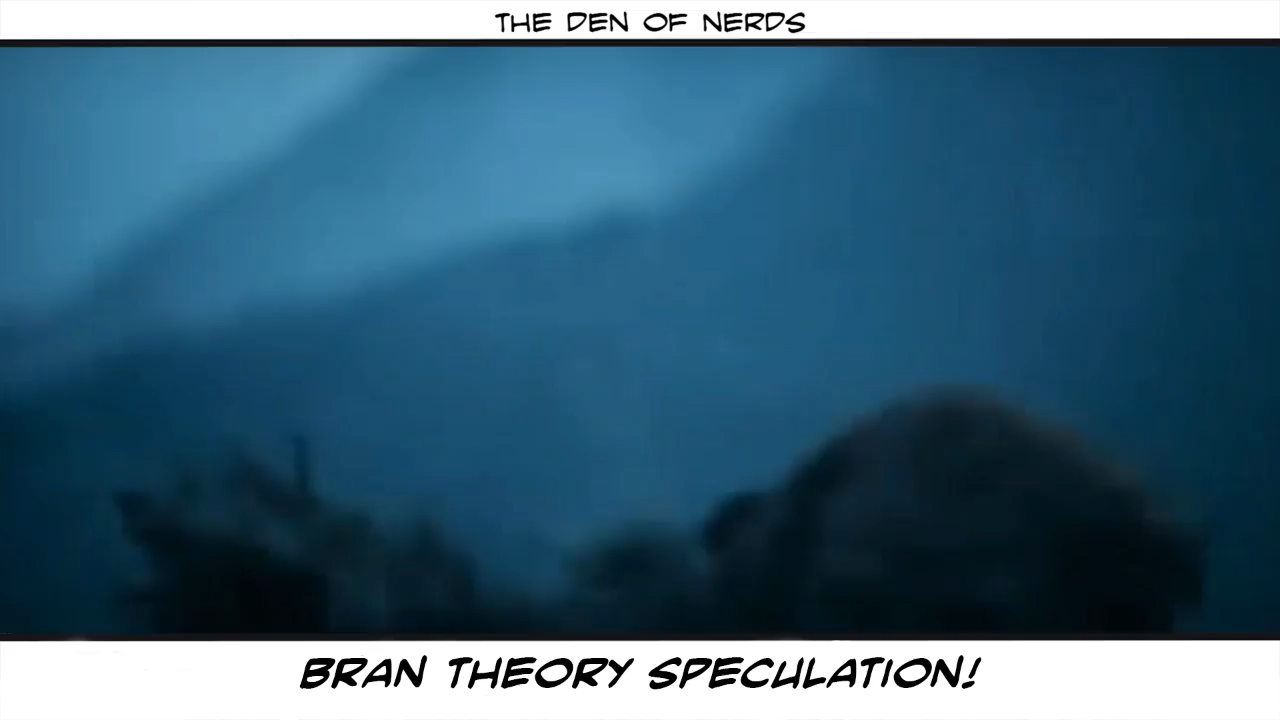 THE DEN OF NERDS
BRAN THEORY SPECULATION!